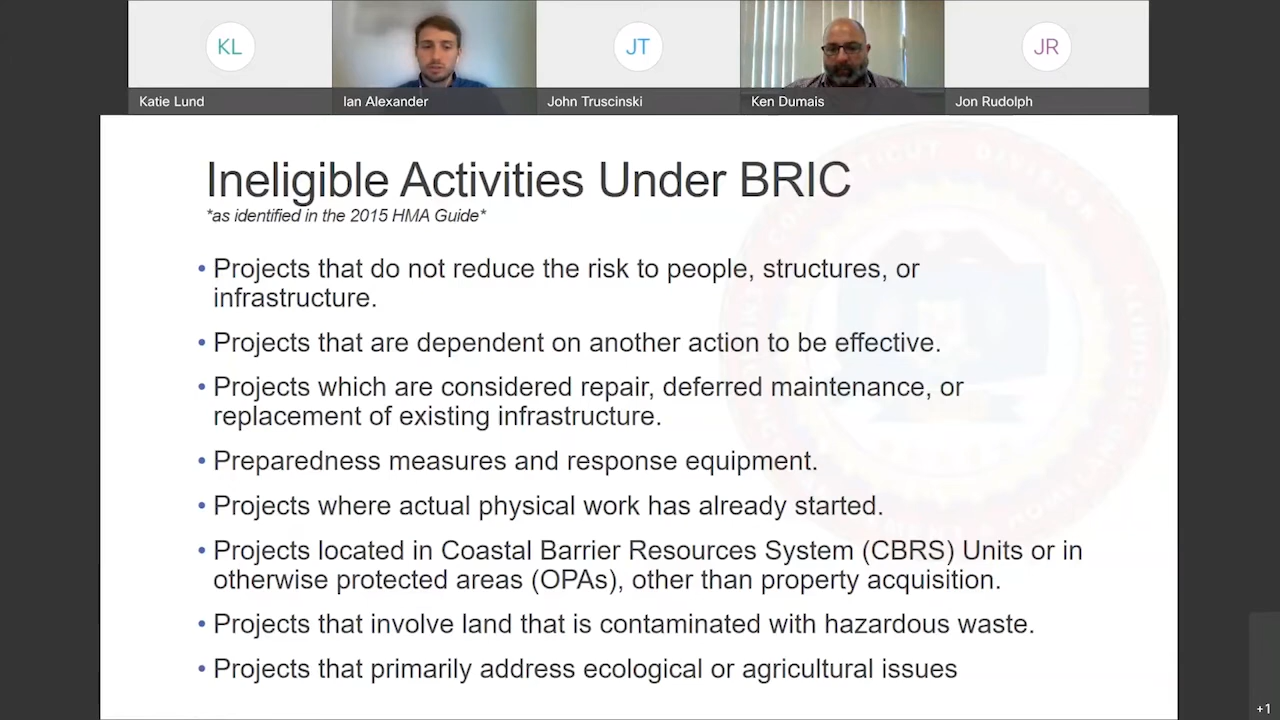 KL
JT
JR
Katie Lund
Ian Alexander
John Truscinski
Ken Dumais
Jon Rudolph
Ineligible Activities Under BRIC
*as identified in the 2015 HMA Guide*
• Projects that do not reduce the risk to people, structures, or
infrastructure.
• Projects that are dependent on another action to be effective.
• Projects which are considered repair, deferred maintenance, or
replacement of existing infrastructure.
• Preparedness measures and response equipment.
• Projects where actual physical work has already started.
• Projects located in Coastal Barrier Resources System (CBRS) Units or in
otherwise protected areas (OPAs), other than property acquisition.
• Projects that involve land that is contaminated with hazardous waste.
• Projects that primarily address ecological or agricultural issues
+1